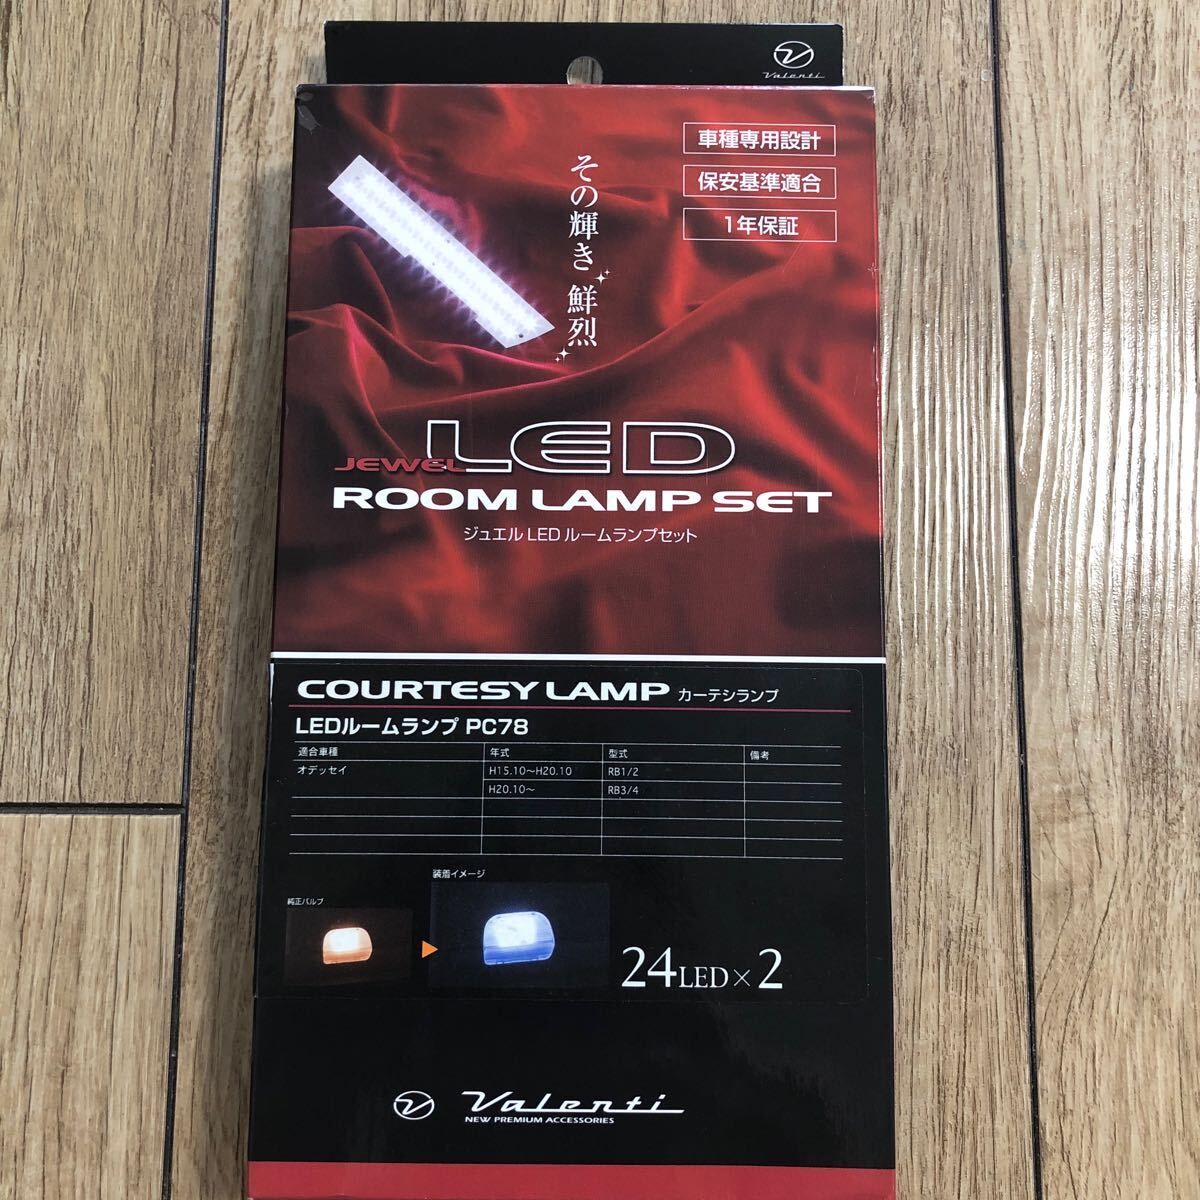 Valenti
車種専用設計
保安基準適合
1年保証
その輝き 鮮烈
JEWEL LED
ROOM LAMP SET
ジュエル LED ルームランプセット
COURTESY LAMP カーテシランプ
LEDルームランプ PC78
適合車種 年式 型式 備考
オデッセイ H15.10～H20.10 RB1/2
H20.10～ RB3/4
装着イメージ
純正バルブ
24LED×2
Valenti
NEW PREMIUM ACCESSORIES